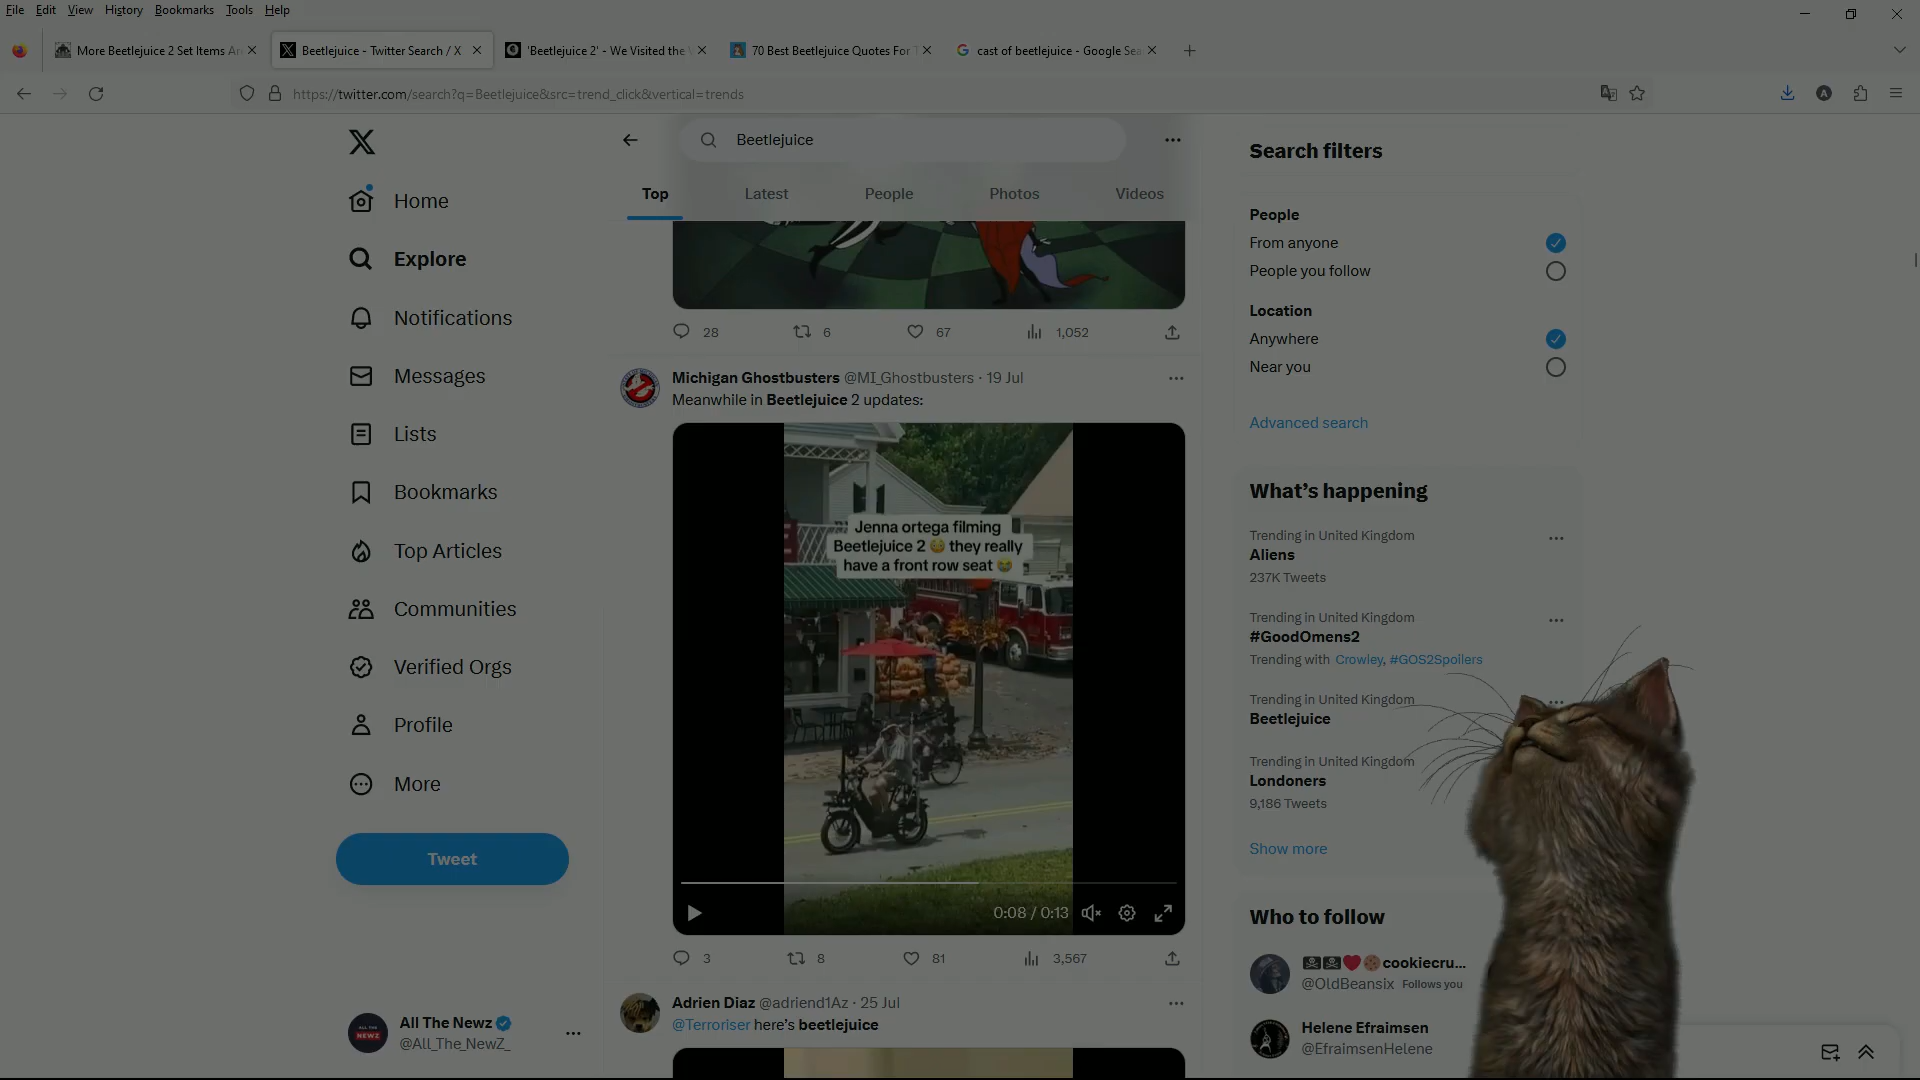 File Edit View History Bookmarks Tools Help
More Beetlejuice 2 Set Items Ar
Beetlejuice - Twitter Search / X
'Beetlejuice 2' - We Visited the
70 Best Beetlejuice Quotes For
cast of beetlejuice - Google Sea
https://twitter.com/search?q=Beetlejuice&src=trend_click&vertical=trends
Home
Explore
Notifications
Messages
Lists
Bookmarks
Top Articles
Communities
Verified Orgs
Profile
More
Tweet
All The Newz
@All_The_NewZ_
Beetlejuice
Top Latest People Photos Videos
28 6 67 1,052
Michigan Ghostbusters @MI_Ghostbusters · 19 Jul
Meanwhile in Beetlejuice 2 updates:
Jenna ortega filming
Beetlejuice 2 😳 they really
have a front row seat 😭
0:08 / 0:13
3 8 81 3,567
Adrien Diaz @adriend1Az · 25 Jul
@Terroriser here's beetlejuice
Search filters
People
From anyone
People you follow
Location
Anywhere
Near you
Advanced search
What's happening
Trending in United Kingdom
Aliens
237K Tweets
Trending in United Kingdom
#GoodOmens2
Trending with Crowley, #GOS2Spoilers
Trending in United Kingdom
Beetlejuice
Trending in United Kingdom
Londoners
9,186 Tweets
Show more
Who to follow
🏴‍☠️🏴‍☠️❤️🍪cookiecru...
@OldBeansix Follows you
Helene Efraimsen
@EfraimsenHelene